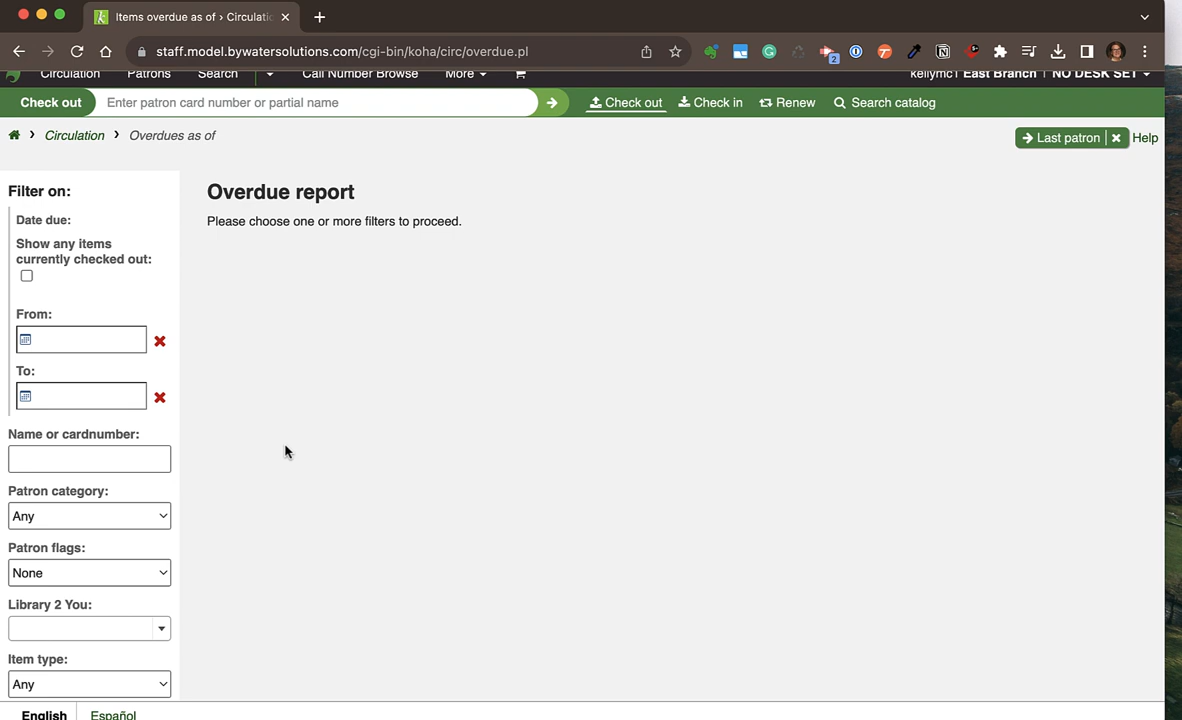 Items overdue as of › Circulatic
staff.model.bywatersolutions.com/cgi-bin/koha/circ/overdue.pl
2
Circulation Patrons Search Call Number Browse More kellymc1 East Branch | NO DESK SET
Check out Enter patron card number or partial name Check out Check in Renew Search catalog
Circulation Overdues as of Last patron Help
Filter on:
Overdue report
Date due:
Please choose one or more filters to proceed.
Show any items
currently checked out:
From:
To:
Name or cardnumber:
Patron category:
Any
Patron flags:
None
Library 2 You:
Item type:
Any
English Español